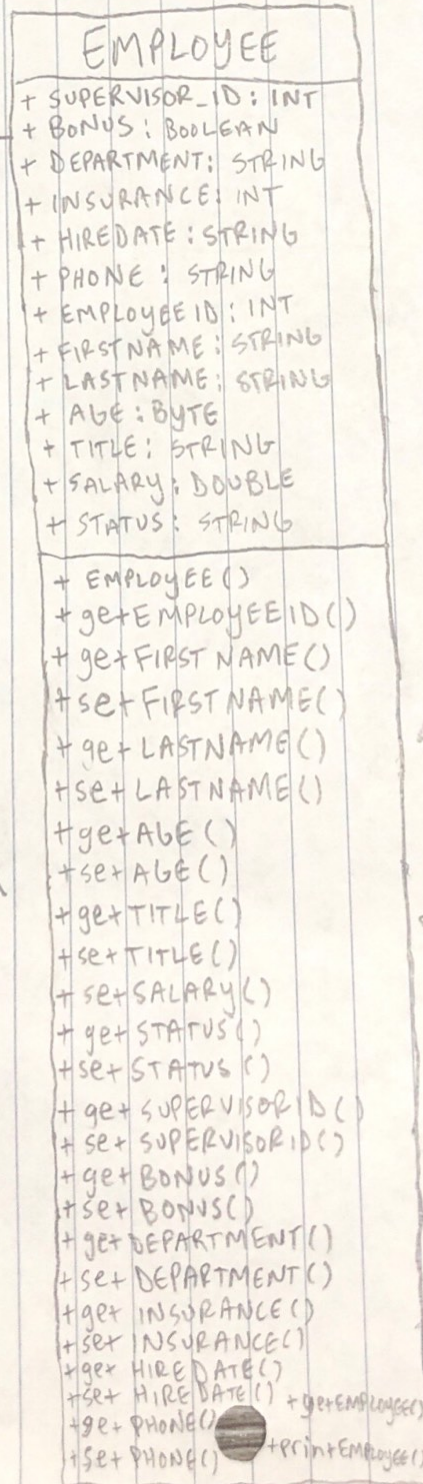 EMPLOYEE
+ SUPERVISOR_ID: INT
+ BONUS: BOOLEAN
+ DEPARTMENT: STRING
+ INSURANCE: INT
+ HIREDATE: STRING
+ PHONE: STRING
+ EMPLOYEEID: INT
+ FIRSTNAME: STRING
+ LASTNAME: STRING
+ AGE: BYTE
+ TITLE: STRING
+ SALARY: DOUBLE
+ STATUS: STRING
+ EMPLOYEE()
+ getEMPLOYEEID()
+ getFIRSTNAME()
+ setFIRSTNAME()
+ getLASTNAME()
+ setLASTNAME()
+ getAGE()
+ setAGE()
+ getTITLE()
+ setTITLE()
+ setSALARY()
+ getSTATUS()
+ setSTATUS()
+ getSUPERVISORID()
+ setSUPERVISORID()
+ getBONUS()
+ setBONUS()
+ getDEPARTMENT()
+ setDEPARTMENT()
+ getINSURANCE()
+ setINSURANCE()
+ getHIREDATE()
+ setHIREDATE() + getEMPLOYEE()
+ getPHONE()
+ setPHONE() + printEMPLOYEE()